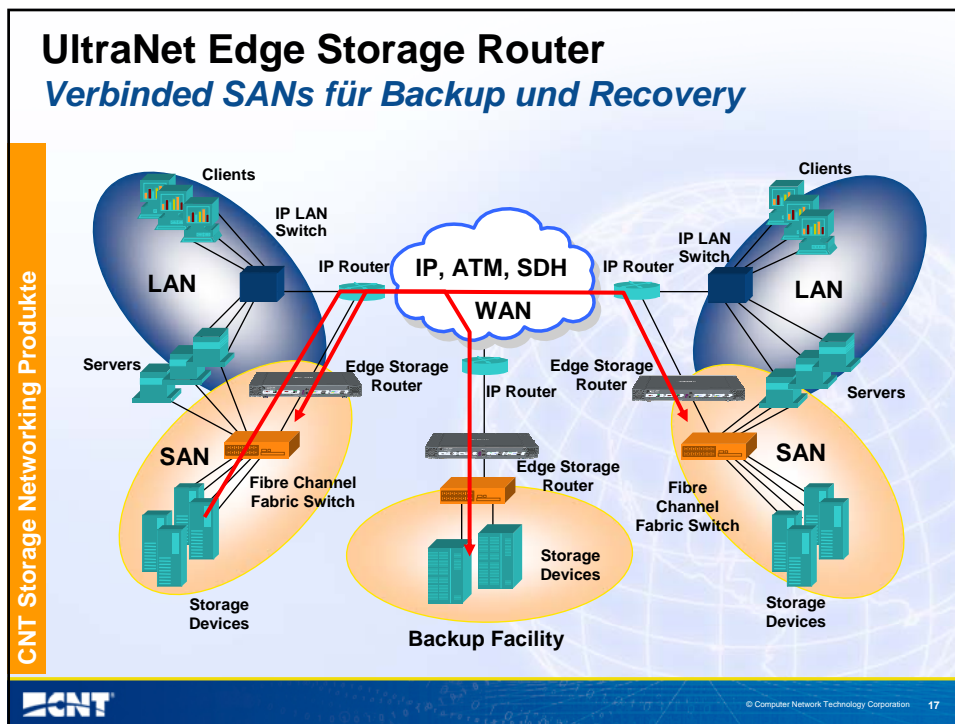 UltraNet Edge Storage Router
Verbinded SANs für Backup und Recovery
CNT Storage Networking Produkte
Clients
IP LAN
Switch
LAN
IP Router
Servers
Edge Storage
Router
SAN
Fibre Channel
Fabric Switch
Storage
Devices
IP, ATM, SDH
WAN
IP Router
Edge Storage
Router
Storage
Devices
Backup Facility
Clients
IP LAN
Switch
IP Router
LAN
Edge Storage
Router
Servers
SAN
Fibre
Channel
Fabric Switch
Storage
Devices
CNT
© Computer Network Technology Corporation 17